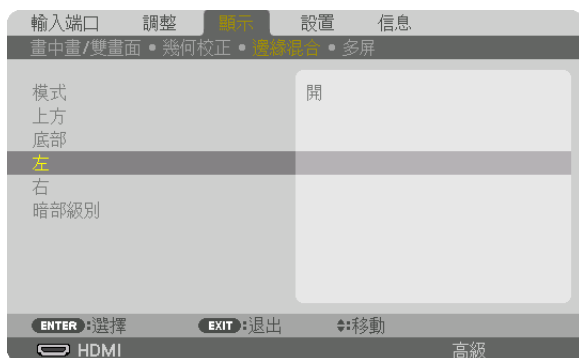 輸入端口 調整 顯示 設置 信息
畫中畫/雙畫面 • 幾何校正 • 邊緣混合 • 多屏
模式 開
上方
底部
左
右
暗部級別
ENTER :選擇 EXIT :退出 :移動
HDMI 高級